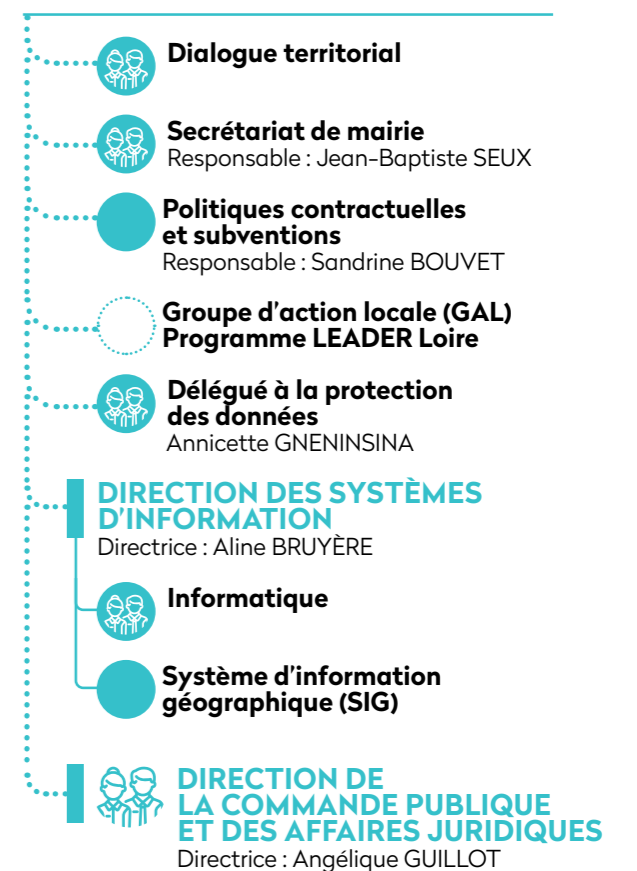 Dialogue territorial
Secrétariat de mairie
Responsable : Jean-Baptiste SEUX
Politiques contractuelles
et subventions
Responsable : Sandrine BOUVET
Groupe d’action locale (GAL)
Programme LEADER Loire
Délégué à la protection
des données
Annicette GNENINSINA
DIRECTION DES SYSTÈMES
D’INFORMATION
Directrice : Aline BRUYÈRE
Informatique
Système d’information
géographique (SIG)
DIRECTION DE
LA COMMANDE PUBLIQUE
ET DES AFFAIRES JURIDIQUES
Directrice : Angélique GUILLOT